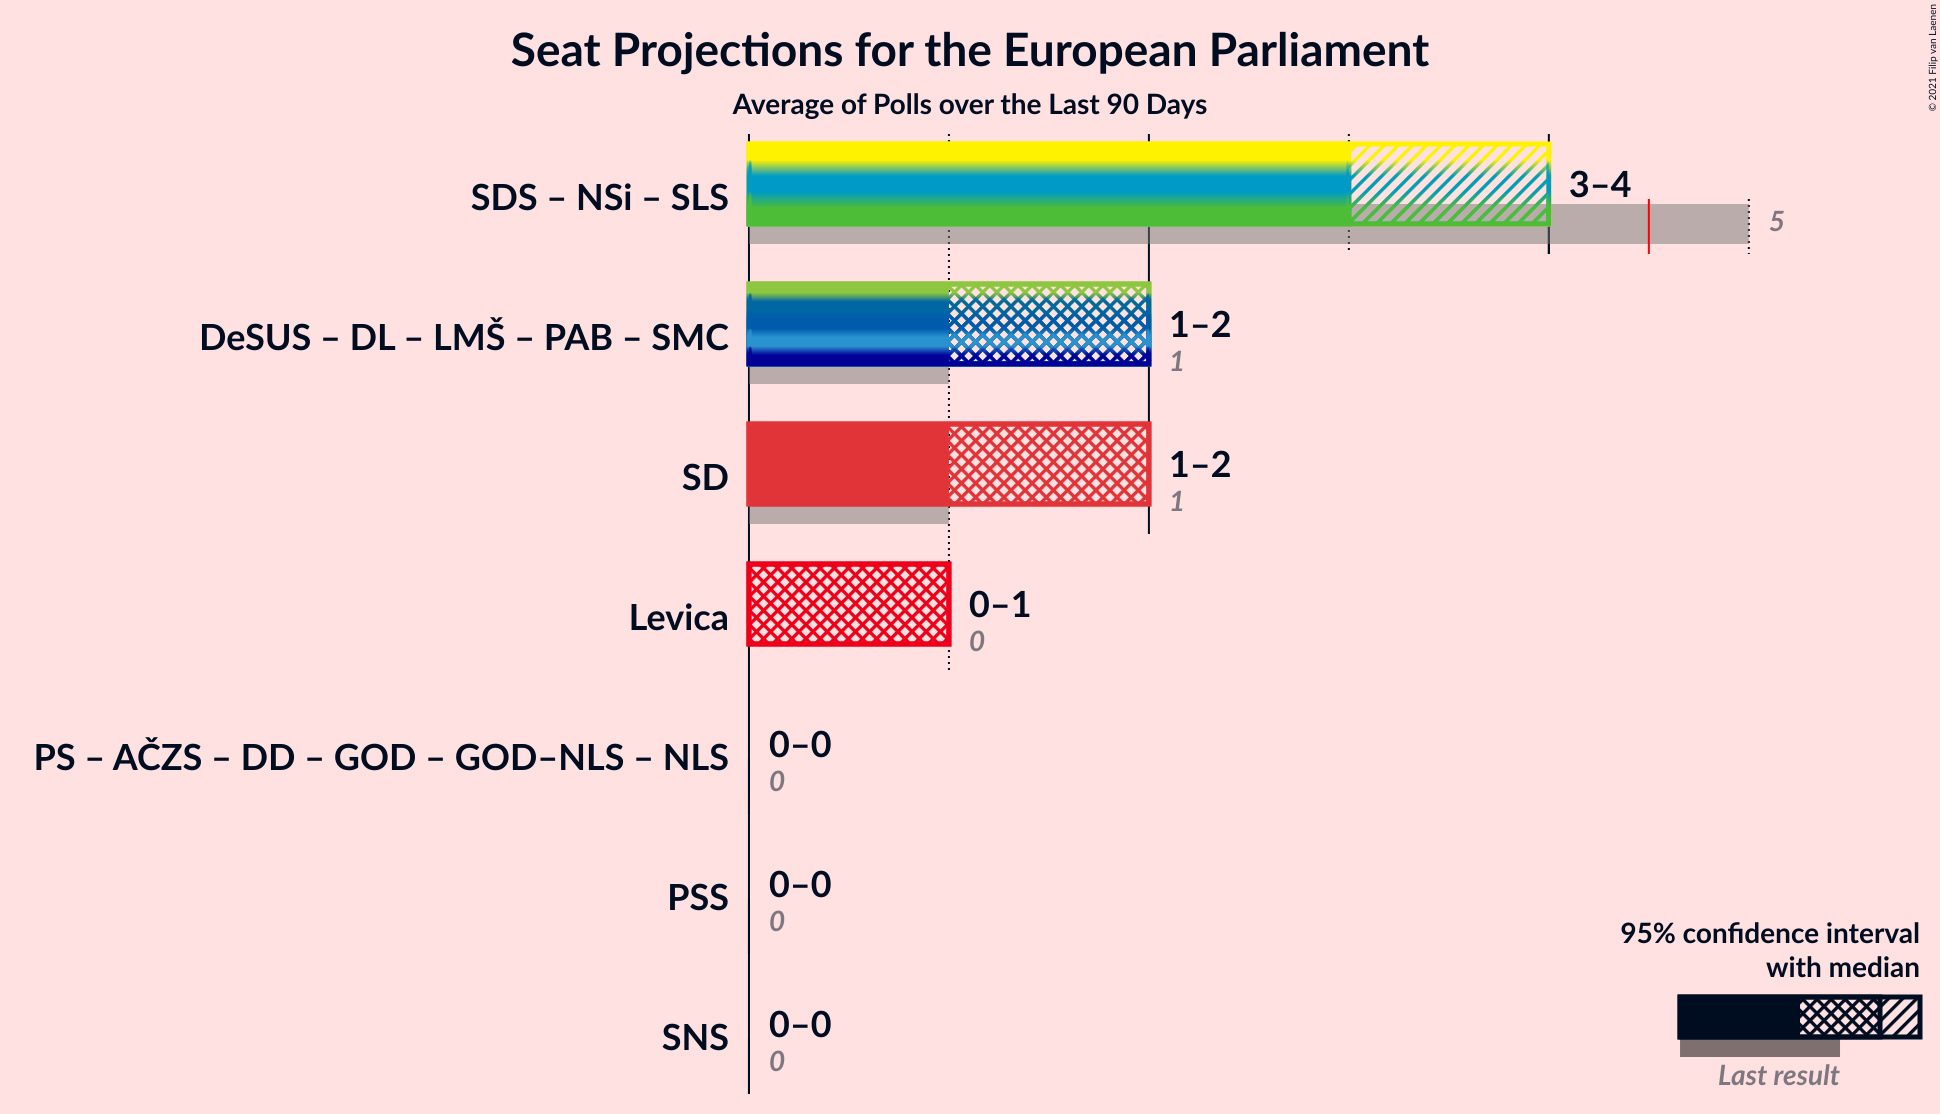 Seat Projections for the European Parliament
Average of Polls over the Last 90 Days
© 2021 Filip van Laenen
SDS – NSi – SLS
3–4
5
DeSUS – DL – LMŠ – PAB – SMC
1–2
1
SD
1–2
1
Levica
0–1
0
PS – AČZS – DD – GOD – GOD–NLS – NLS
0–0
0
PSS
0–0
0
SNS
0–0
0
95% confidence interval
with median
Last result